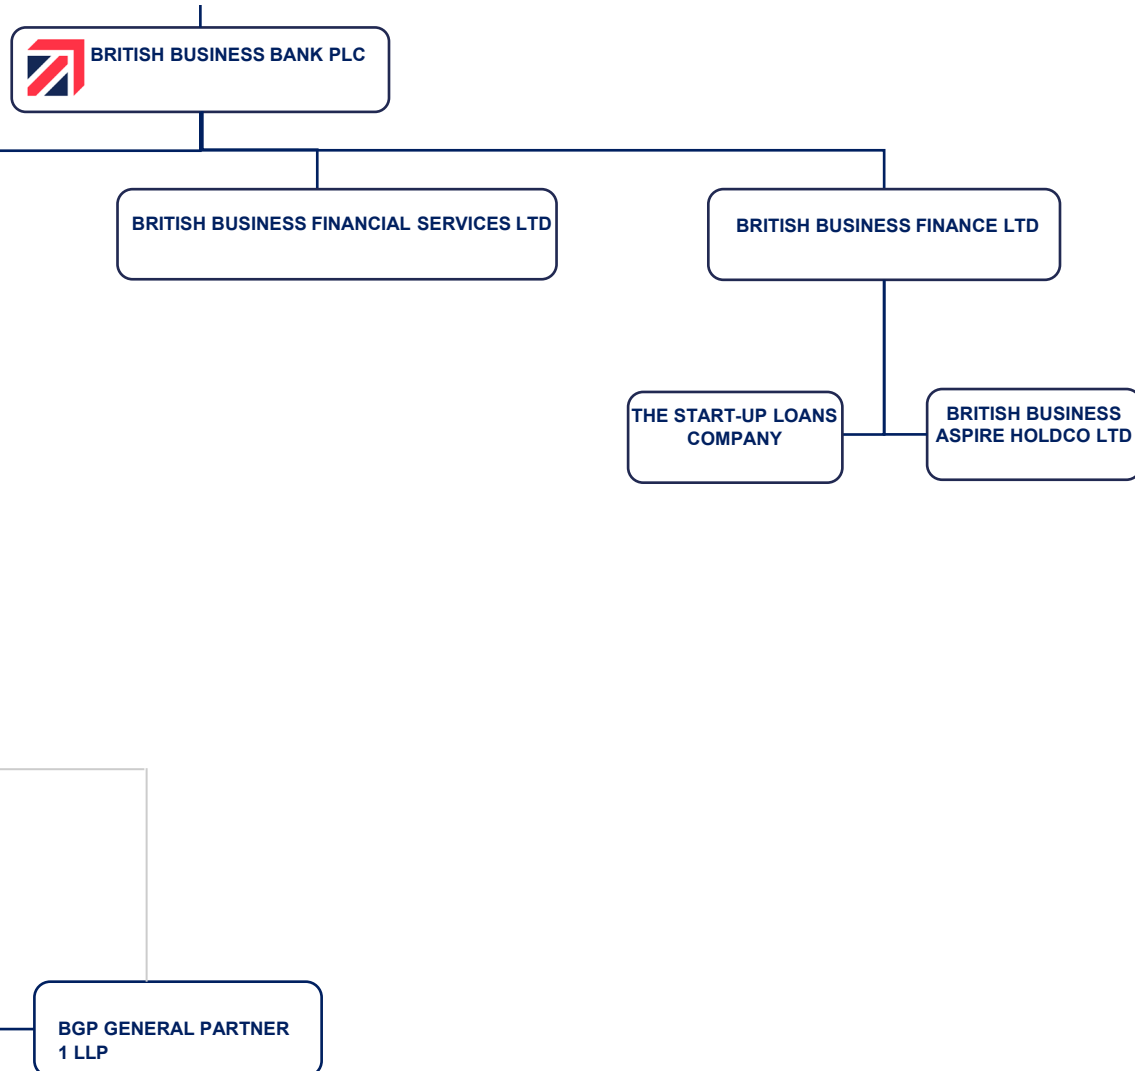 BRITISH BUSINESS BANK PLC
BRITISH BUSINESS FINANCIAL SERVICES LTD
BRITISH BUSINESS FINANCE LTD
THE START-UP LOANS
COMPANY
BRITISH BUSINESS
ASPIRE HOLDCO LTD
BGP GENERAL PARTNER
1 LLP